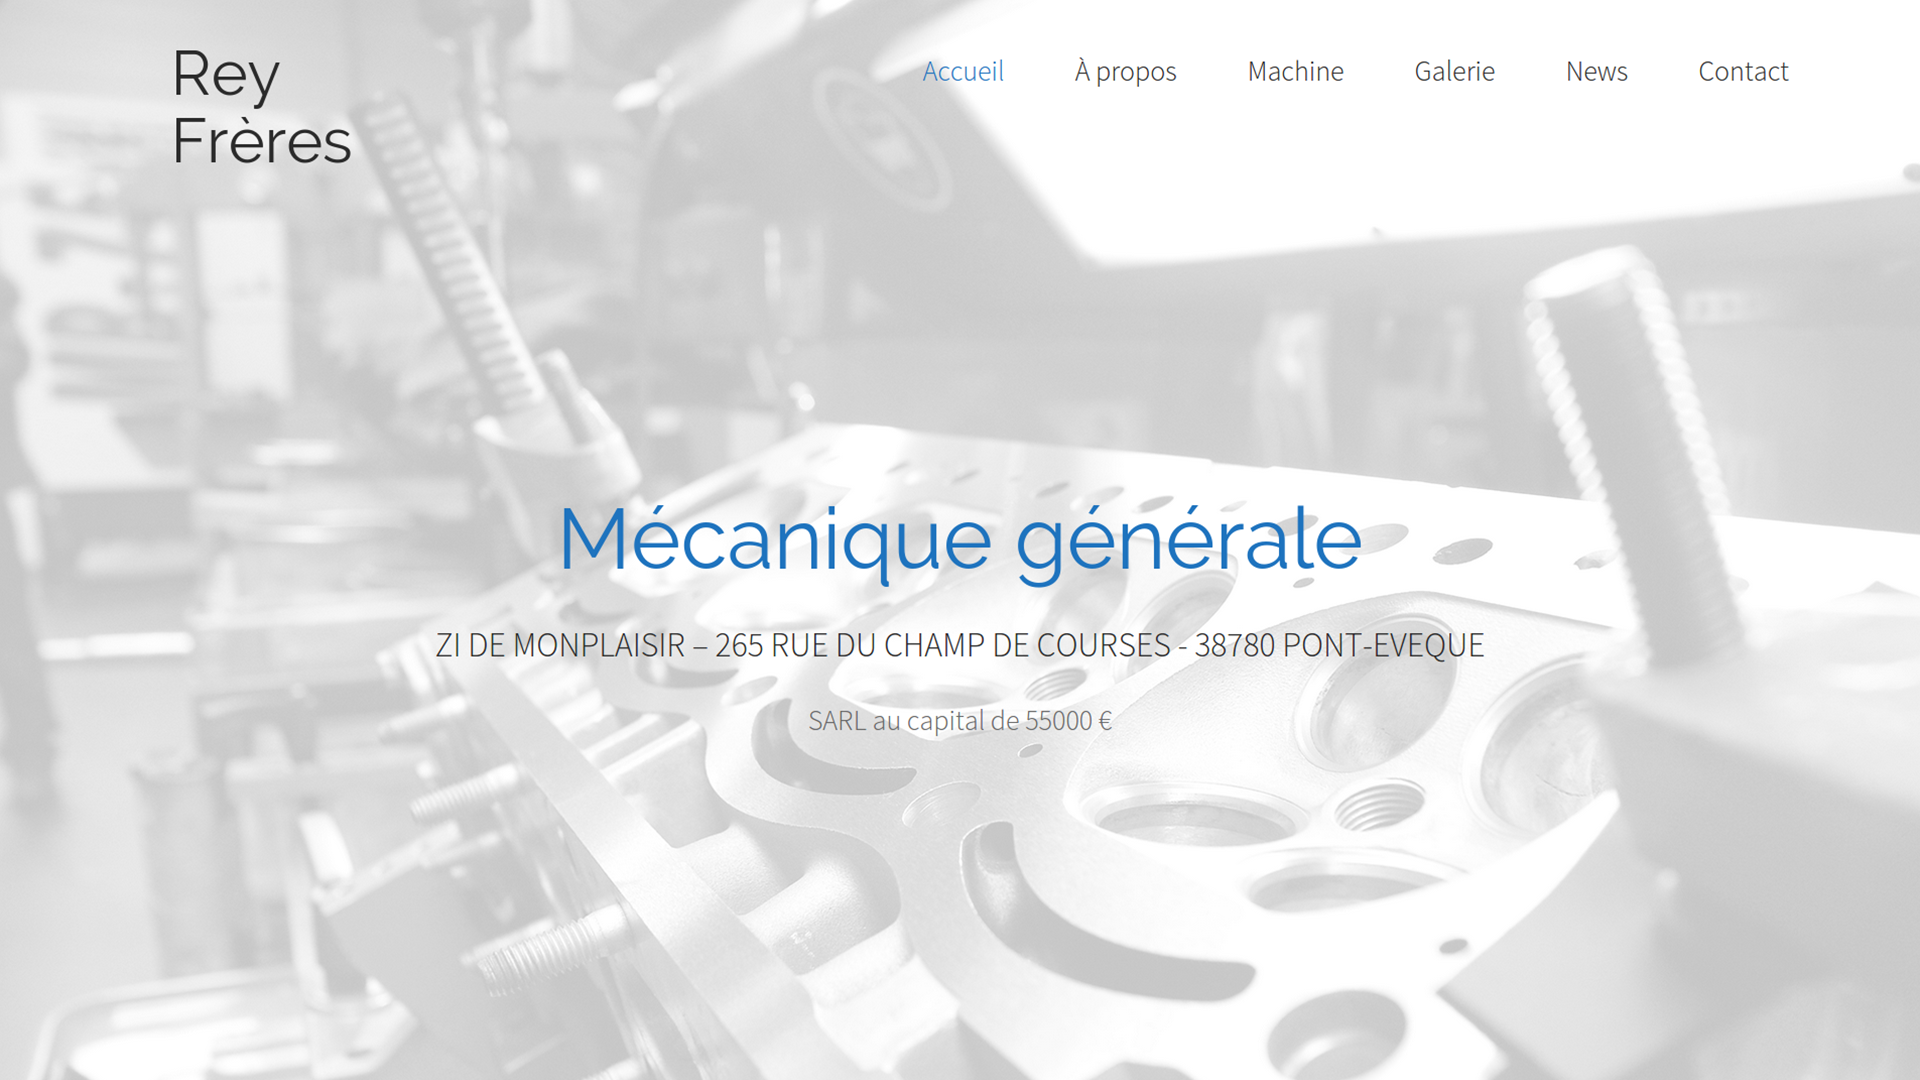 Rey
Frères
Accueil À propos Machine Galerie News Contact
Mécanique générale
ZI DE MONPLAISIR – 265 RUE DU CHAMP DE COURSES - 38780 PONT-EVEQUE
SARL au capital de 55000 €